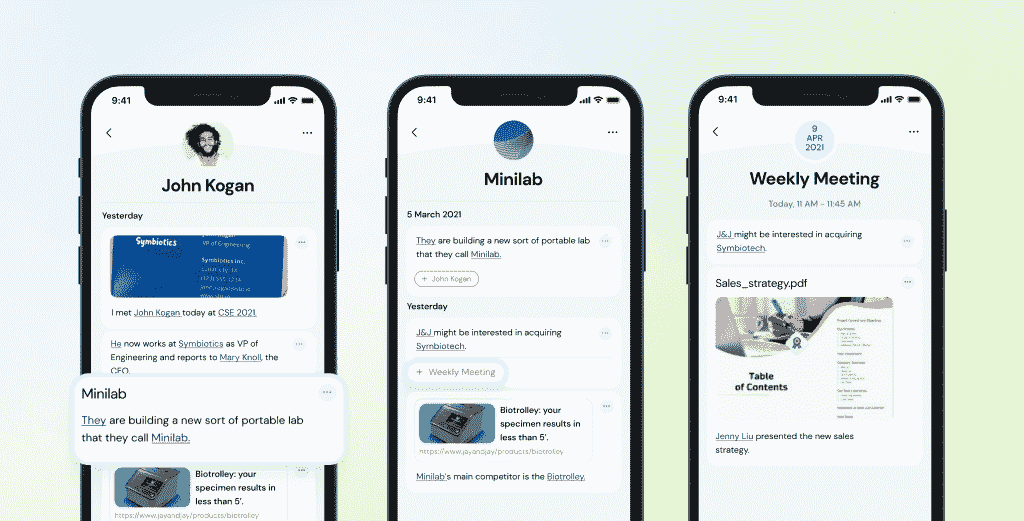 9:41
John Kogan
Yesterday
Symbiotics
VP of Engineering
Symbiotics Inc.
I met John Kogan today at CSE 2021.
He now works at Symbiotics as VP of
Engineering and reports to Mary Knoll, the
CEO.
Minilab
They are building a new sort of portable lab
that they call Minilab.
Biotrolley: your
specimen results in
less than 5'.
https://www.jayandjay/products/biotrolley
9:41
Minilab
5 March 2021
They are building a new sort of portable lab
that they call Minilab.
+ John Kogan
Yesterday
J&J might be interested in acquiring
Symbiotech.
+ Weekly Meeting
Biotrolley: your
specimen results in
less than 5'.
https://www.jayandjay/products/biotrolley
Minilab's main competitor is the Biotrolley.
9:41
9
APR
2021
Weekly Meeting
Today, 11 AM - 11:45 AM
J&J might be interested in acquiring
Symbiotech.
Sales_strategy.pdf
Table
of Contents
Jenny Liu presented the new sales
strategy.